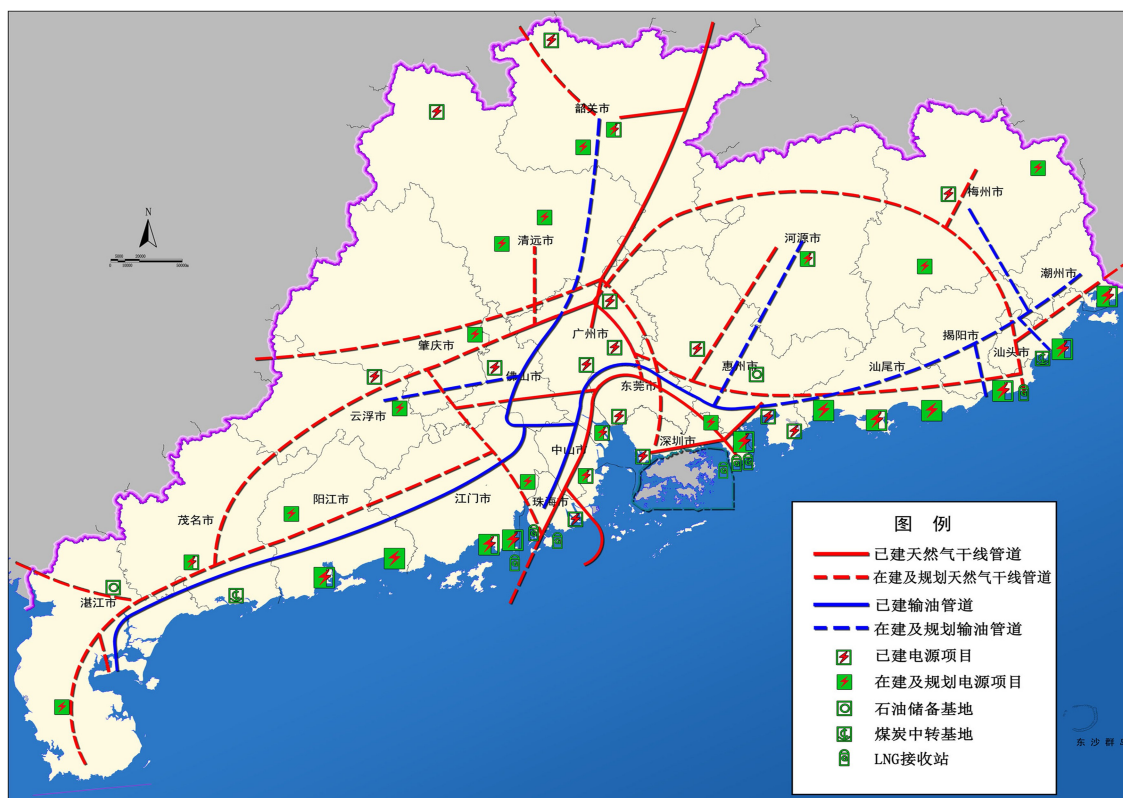 韶关市
N
梅州市
清远市
河源市
潮州市
广州市
肇庆市
揭阳市
汕头市
惠州市
汕尾市
佛山市
东莞市
云浮市
深圳市
中山市
阳江市
江门市
珠海市
茂名市
湛江市
图 例
已建天然气干线管道
在建及规划天然气干线管道
已建输油管道
在建及规划输油管道
已建电源项目
在建及规划电源项目
石油储备基地
煤炭中转基地
LNG接收站
东沙群